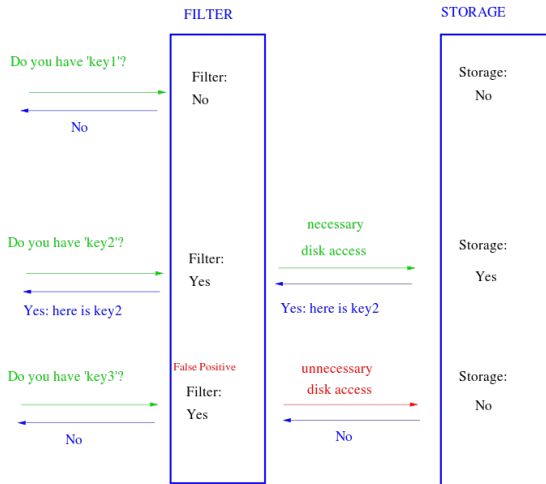 FILTER
STORAGE
Do you have 'key1'?
Filter:
No
Storage:
No
No
Do you have 'key2'?
Filter:
Yes
necessary
disk access
Storage:
Yes
Yes: here is key2
Yes: here is key2
Do you have 'key3'?
False Positive
Filter:
Yes
unnecessary
disk access
Storage:
No
No
No